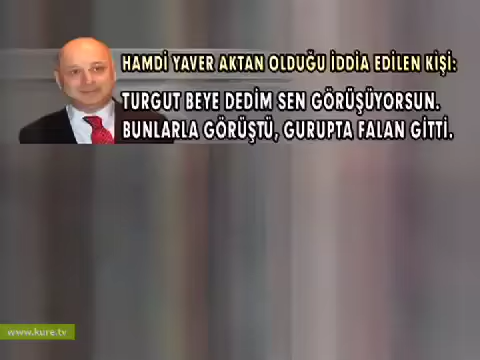 HAMDİ YAVER AKTAN OLDUĞU İDDİA EDİLEN KİŞİ:
TURGUT BEYE DEDİM SEN GÖRÜŞÜYORSUN.
BUNLARLA GÖRÜŞTÜ, GURUPTA FALAN GİTTİ.
www.kure.tv